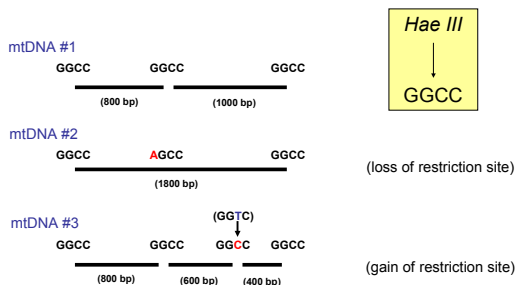 Hae III
GGCC
mtDNA #1
GGCC GGCC GGCC
(800 bp) (1000 bp)
mtDNA #2
GGCC AGCC GGCC
(1800 bp)
(loss of restriction site)
mtDNA #3
(GGTC)
GGCC GGCC GGCC GGCC
(800 bp) (600 bp) (400 bp)
(gain of restriction site)